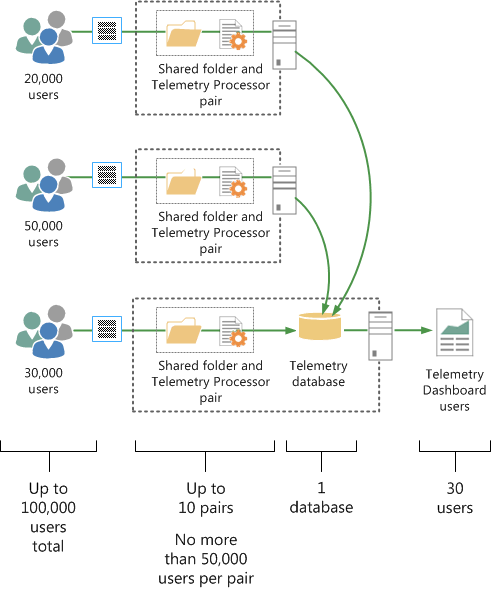 20,000
users
Shared folder and
Telemetry Processor
pair
50,000
users
Shared folder and
Telemetry Processor
pair
30,000
users
Shared folder and
Telemetry Processor
pair
Telemetry
database
Telemetry
Dashboard
users
Up to
100,000
users
total
Up to
10 pairs
No more
than 50,000
users per pair
1
database
30
users